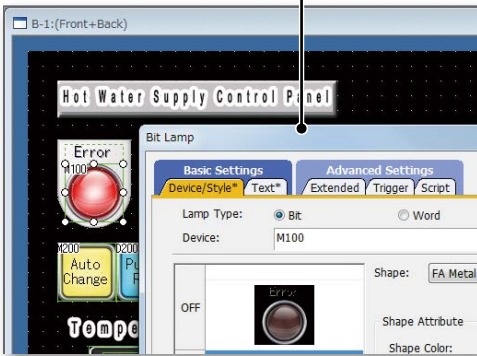 B-1:(Front+Back)
Hot Water Supply Control Panel
Error
M100
Bit Lamp
Basic Settings
Advanced Settings
Device/Style*
Text*
Extended
Trigger
Script
Lamp Type:
Bit
Word
Device:
M100
M200
D200
Auto
Change
Shape:
FA Metal
OFF
Error
Shape Attribute
Shape Color: